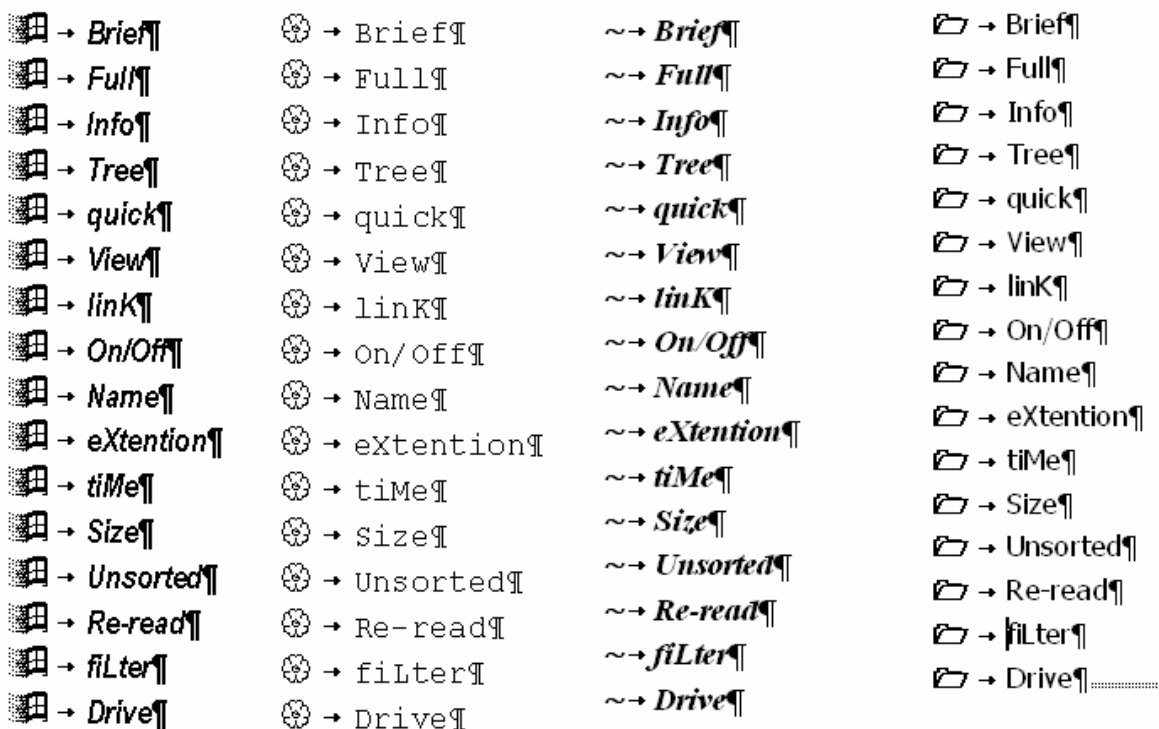 → Brief¶
→ Full¶
→ Info¶
→ Tree¶
→ quick¶
→ View¶
→ linK¶
→ On/Off¶
→ Name¶
→ eXtention¶
→ tiMe¶
→ Size¶
→ Unsorted¶
→ Re-read¶
→ fiLter¶
→ Drive¶
→ Brief¶
→ Full¶
→ Info¶
→ Tree¶
→ quick¶
→ View¶
→ linK¶
→ On/Off¶
→ Name¶
→ eXtention¶
→ tiMe¶
→ Size¶
→ Unsorted¶
→ Re-read¶
→ fiLter¶
→ Drive¶
~→ Brief¶
~→ Full¶
~→ Info¶
~→ Tree¶
~→ quick¶
~→ View¶
~→ linK¶
~→ On/Off¶
~→ Name¶
~→ eXtention¶
~→ tiMe¶
~→ Size¶
~→ Unsorted¶
~→ Re-read¶
~→ fiLter¶
~→ Drive¶
→ Brief¶
→ Full¶
→ Info¶
→ Tree¶
→ quick¶
→ View¶
→ linK¶
→ On/Off¶
→ Name¶
→ eXtention¶
→ tiMe¶
→ Size¶
→ Unsorted¶
→ Re-read¶
→ fiLter¶
→ Drive¶